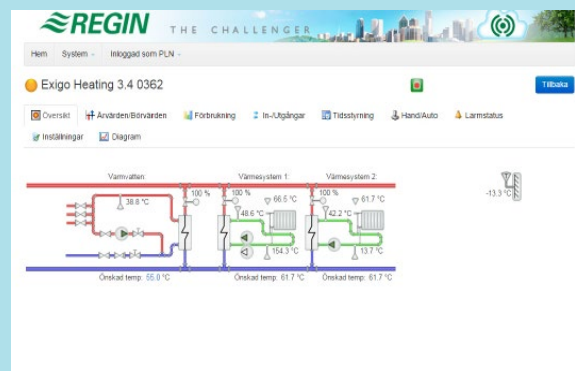 REGIN THE CHALLENGER
Hem System Inloggad som PLN
Exigo Heating 3.4 0362 Tillbaka
Översikt Ärvärden/Börvärden Förbrukning In-/Utgångar Tidsstyrning Hand/Auto Larmstatus
Inställningar Diagram
Varmvatten: Värmesystem 1: Värmesystem 2:
38.8 °C 100 % 100 % 66.5 °C 100 % 61.7 °C -13.3 °C
48.6 °C 42.2 °C
154.3 °C 13.7 °C
Önskad temp: 55.0 °C Önskad temp: 61.7 °C Önskad temp: 61.7 °C